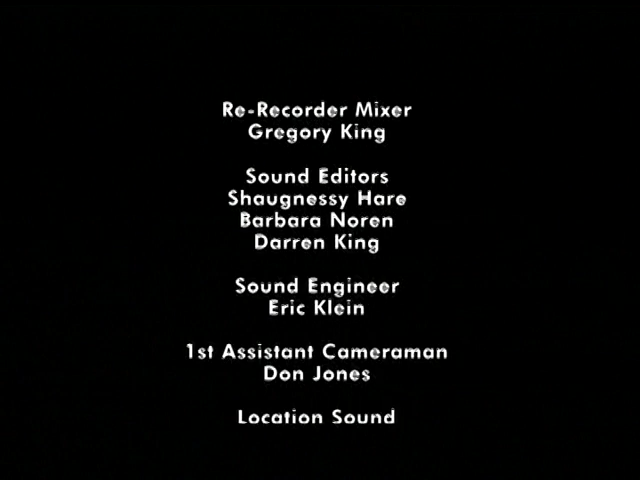 Re-Recorder Mixer
Gregory King
Sound Editors
Shaugnessy Hare
Barbara Noren
Darren King
Sound Engineer
Eric Klein
1st Assistant Cameraman
Don Jones
Location Sound